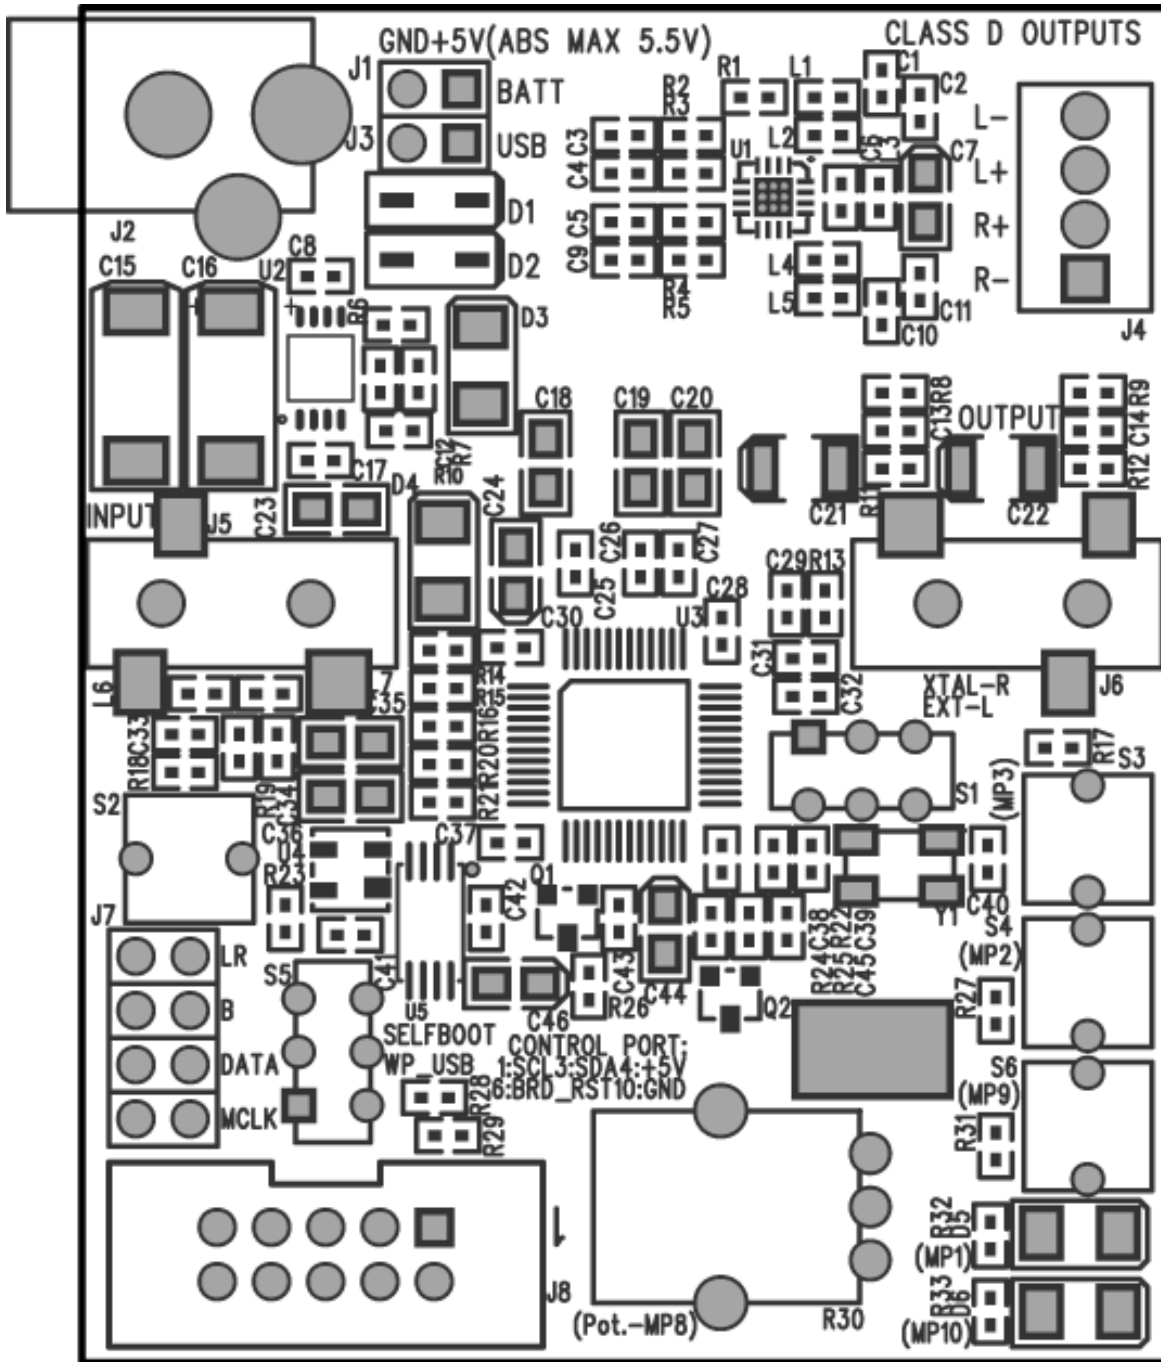 GND+5V(ABS MAX 5.5V)
CLASS D OUTPUTS
J1
BATT
J3
USB
R1
L1
C1
C2
R2
R3
C3
L2
U1
C6
L3
C7
L-
C4
L+
D1
C5
R+
J2
D2
C9
L4
R-
C8
U2
C15
C16
R6
R4
R5
L5
C10
C11
J4
D3
C18
C19
C20
R8
R9
OUTPUT
C13
C14
C12
R7
R10
R11
R12
C17
D4
C24
INPUT
J5
C23
C21
C22
C26
C27
C25
C29
R13
C28
C30
U3
C31
C32
L6
7
C35
R14
R15
XTAL-R
EXT-L
J6
C33
R16
R18
R20
R17
S3
S2
R19
C34
R21
S1
(MP3)
C36
U4
C37
R23
Q1
C42
Y1
C40
J7
S4
(MP2)
LR
S5
C41
C43
C44
R24
C38
R25
R22
C45
C39
B
U5
C46
R26
Q2
R27
SELFBOOT
WP_USB
DATA
CONTROL PORT:
1:SCL3:SDA4:+5V
6:BRD_RST10:GND
S6
(MP9)
MCLK
R28
R29
R31
1
R32
D5
(MP1)
J8
R33
D6
(Pot.-MP8)
R30
(MP10)